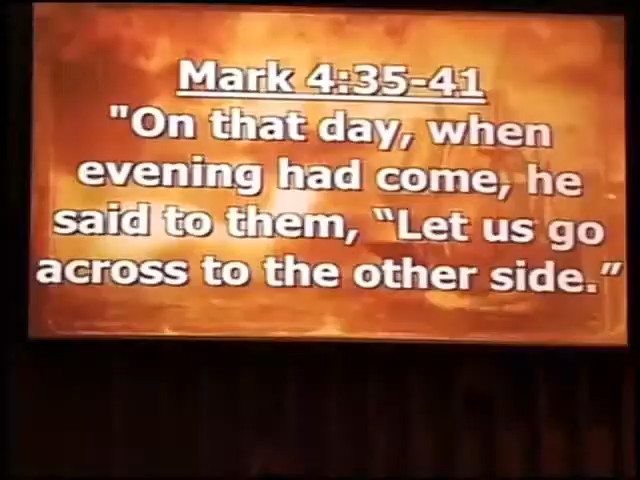 Mark 4:35-41
"On that day, when
evening had come, he
said to them, “Let us go
across to the other side.”